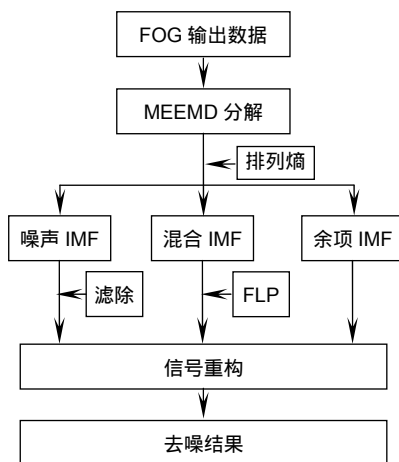 FOG 输出数据
MEEMD 分解
排列熵
噪声 IMF
混合 IMF
余项 IMF
滤除
FLP
信号重构
去噪结果